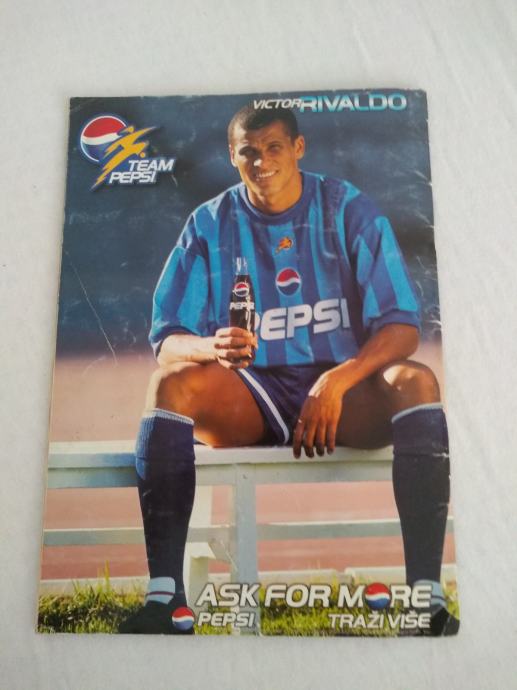 VICTOR RIVALDO
TEAM
PEPSI
PEPSI
PEPSI
ASK FOR MORE
PEPSI
TRAŽI VIŠE